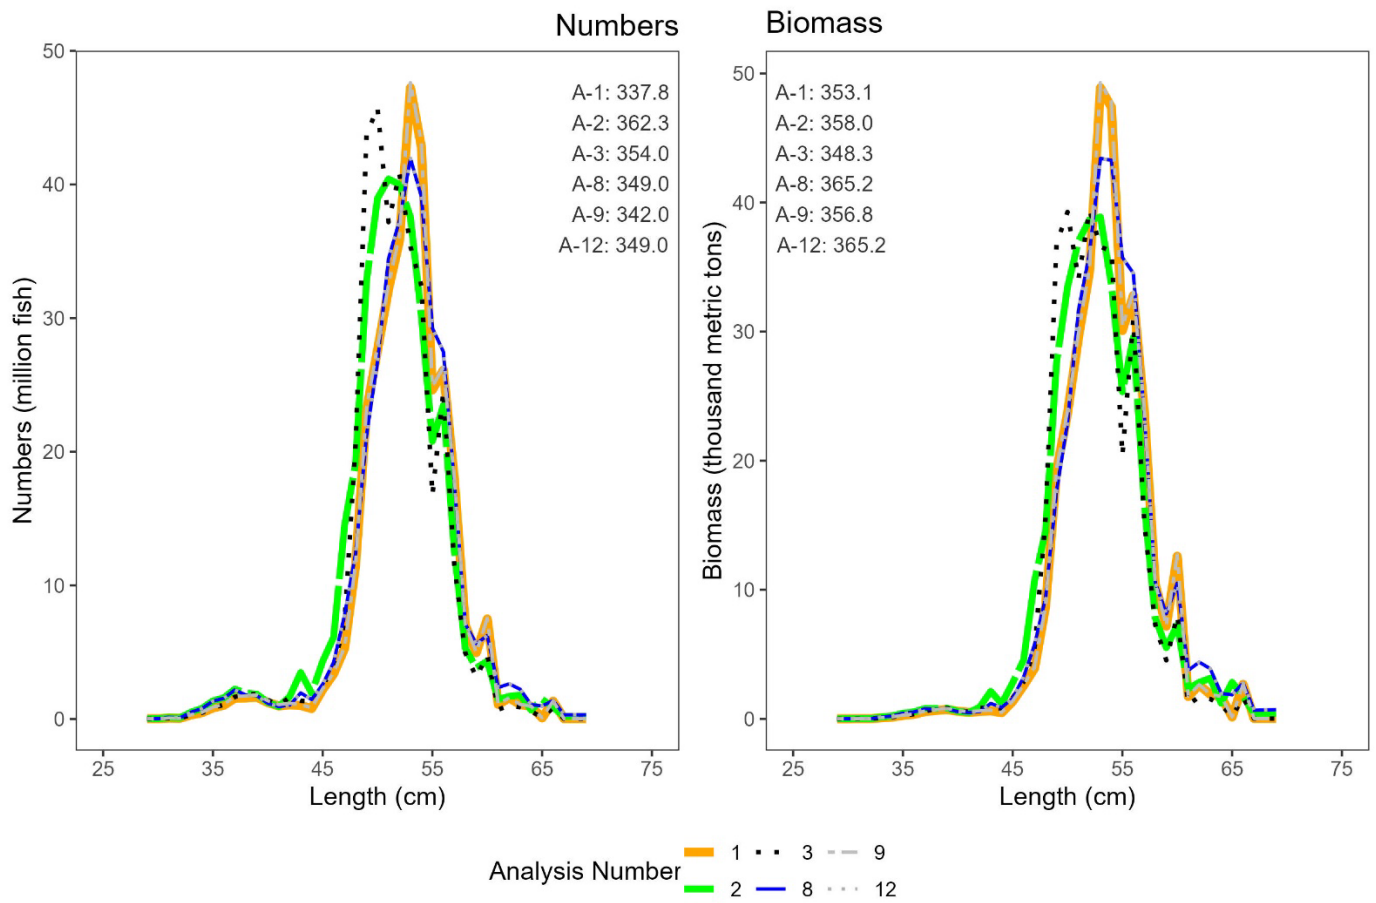 Numbers
Biomass
50
40
30
20
10
0
Numbers (million fish)
A-1: 337.8
A-2: 362.3
A-3: 354.0
A-8: 349.0
A-9: 342.0
A-12: 349.0
25 35 45 55 65 75
Length (cm)
50
40
30
20
10
0
Biomass (thousand metric tons)
A-1: 353.1
A-2: 358.0
A-3: 348.3
A-8: 365.2
A-9: 356.8
A-12: 365.2
25 35 45 55 65 75
Length (cm)
Analysis Number
1 3 9
2 8 12